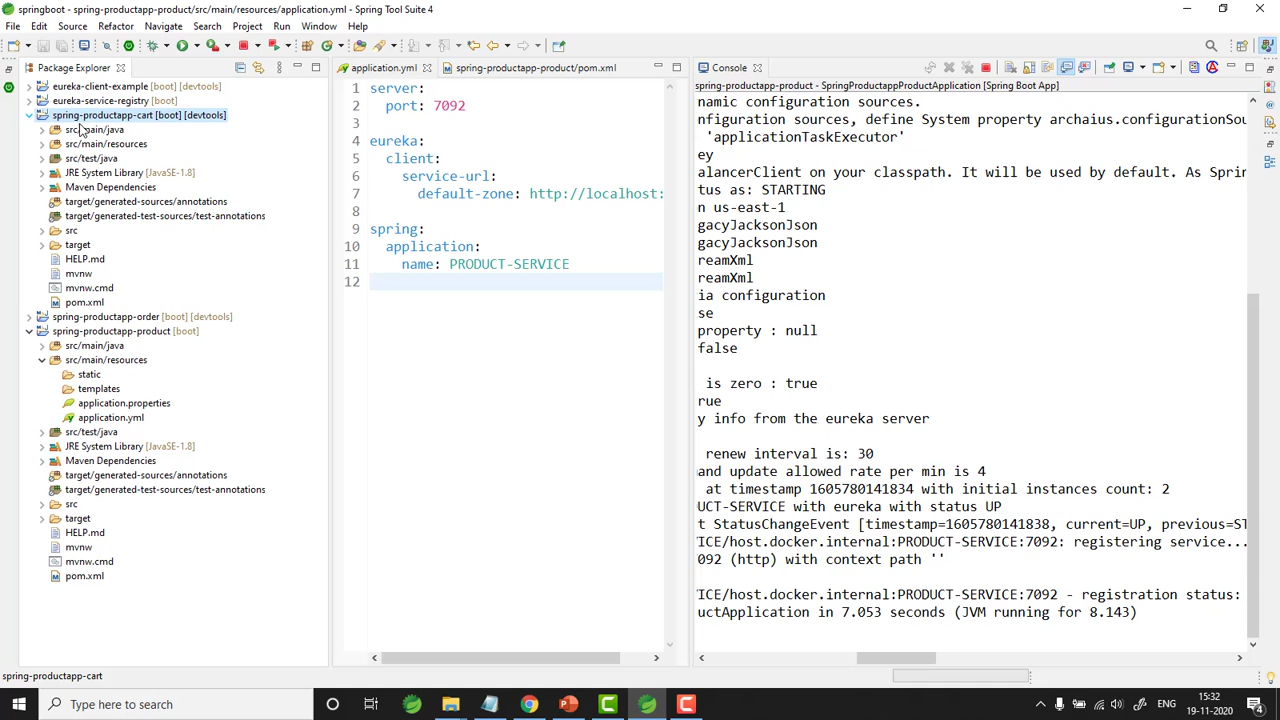 springboot - spring-productapp-product/src/main/resources/application.yml - Spring Tool Suite 4
File Edit Source Refactor Navigate Search Project Run Window Help
Package Explorer
application.yml
spring-productapp-product/pom.xml
Console
eureka-client-example [boot] [devtools]
eureka-service-registry [boot]
spring-productapp-cart [boot] [devtools]
src/main/java
src/main/resources
src/test/java
JRE System Library [JavaSE-1.8]
Maven Dependencies
target/generated-sources/annotations
target/generated-test-sources/test-annotations
src
target
HELP.md
mvnw
mvnw.cmd
pom.xml
spring-productapp-order [boot] [devtools]
spring-productapp-product [boot]
src/main/java
src/main/resources
static
templates
application.properties
application.yml
src/test/java
JRE System Library [JavaSE-1.8]
Maven Dependencies
target/generated-sources/annotations
target/generated-test-sources/test-annotations
src
target
HELP.md
mvnw
mvnw.cmd
pom.xml
1 server:
2 port: 7092
3
4 eureka:
5 client:
6 service-url:
7 default-zone: http://localhost:
8
9 spring:
10 application:
11 name: PRODUCT-SERVICE
12
spring-productapp-product - SpringProductappProductApplication [Spring Boot App]
namic configuration sources.
nfiguration sources, define System property archaius.configurationSou
'applicationTaskExecutor'
ey
alancerClient on your classpath. It will be used by default. As Sprin
tus as: STARTING
n us-east-1
gacyJacksonJson
gacyJacksonJson
reamXml
reamXml
ia configuration
se
property : null
false
is zero : true
rue
y info from the eureka server
renew interval is: 30
and update allowed rate per min is 4
at timestamp 1605780141834 with initial instances count: 2
UCT-SERVICE with eureka with status UP
t StatusChangeEvent [timestamp=1605780141838, current=UP, previous=ST
ICE/host.docker.internal:PRODUCT-SERVICE:7092: registering service...
092 (http) with context path ''
ICE/host.docker.internal:PRODUCT-SERVICE:7092 - registration status:
uctApplication in 7.053 seconds (JVM running for 8.143)
spring-productapp-cart
Type here to search
ENG
15:32
19-11-2020
4